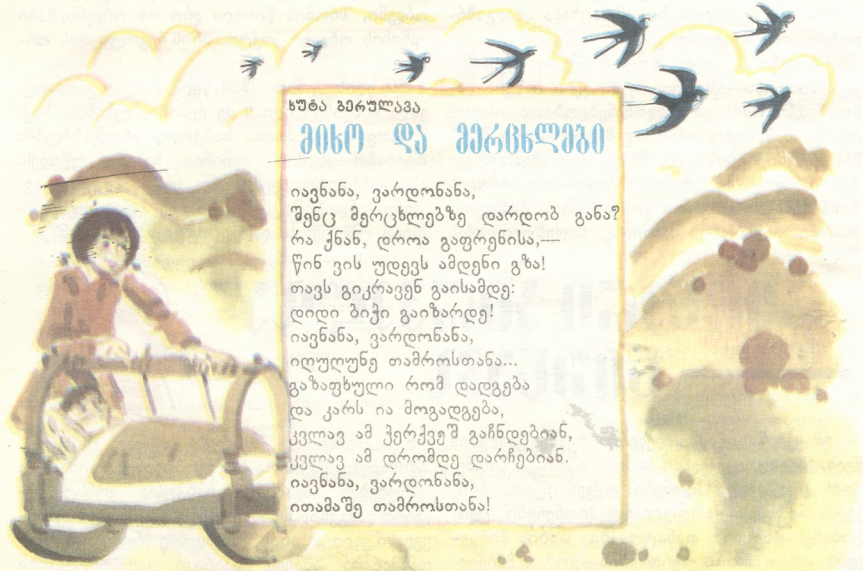 ხუტა ბერულავა
მიხო და მერცხლები
იავნანა, ვარდონანა,
შენც მერცხლებზე დარდობ განა?
რა ქნან, დროა გაფრენისა,—
წინ ვის უდევს ამდენი გზა!
თავს გიკრავენ გაისამდე:
დიდი ბიჭი გაიზარდე!
იავნანა, ვარდონანა,
იღუღუნე თამროსთანა...
გაზაფხული რომ დადგება
და კარს ია მოგადგება,
კვლავ ამ ჭერქვეშ გაჩნდებიან,
კვლავ ამ დრომდე დარჩებიან.
იავნანა, ვარდონანა,
ითამაშე თამროსთანა!